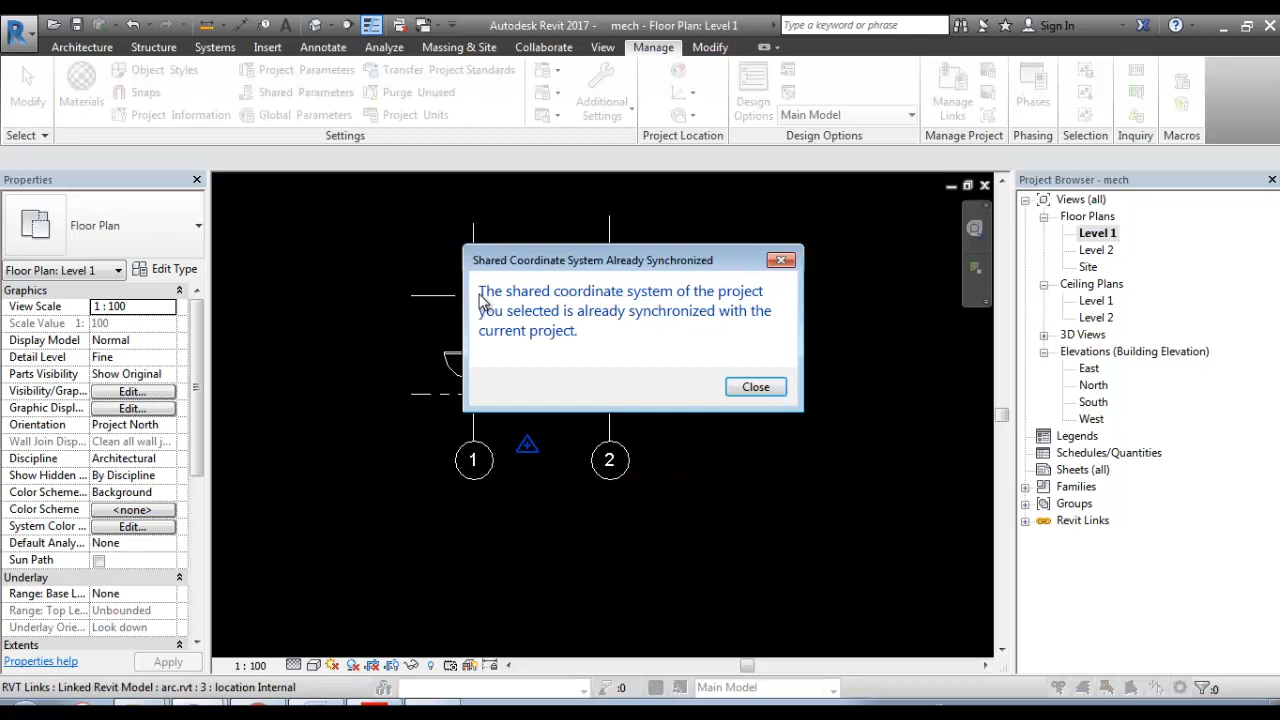 Autodesk Revit 2017 - mech - Floor Plan: Level 1
Type a keyword or phrase
Sign In
Architecture Structure Systems Insert Annotate Analyze Massing & Site Collaborate View Manage Modify
Modify
Materials
Object Styles
Snaps
Project Information
Project Parameters
Shared Parameters
Global Parameters
Transfer Project Standards
Purge Unused
Project Units
Additional
Settings
Design
Options
Main Model
Manage
Links
Phases
Select
Settings
Project Location
Design Options
Manage Project
Phasing
Selection
Inquiry
Macros
Properties
Floor Plan
Floor Plan: Level 1
Edit Type
Graphics
View Scale 1 : 100
Scale Value 1: 100
Display Model Normal
Detail Level Fine
Parts Visibility Show Original
Visibility/Grap... Edit...
Graphic Displ... Edit...
Orientation Project North
Wall Join Disp... Clean all wall j...
Discipline Architectural
Show Hidden ... By Discipline
Color Scheme... Background
Color Scheme <none>
System Color ... Edit...
Default Analy... None
Sun Path
Underlay
Range: Base L... None
Range: Top Le... Unbounded
Underlay Orie... Look down
Extents
Properties help
Apply
Shared Coordinate System Already Synchronized
The shared coordinate system of the project
you selected is already synchronized with the
current project.
Close
1
2
1 : 100
Project Browser - mech
Views (all)
Floor Plans
Level 1
Level 2
Site
Ceiling Plans
Level 1
Level 2
3D Views
Elevations (Building Elevation)
East
North
South
West
Legends
Schedules/Quantities
Sheets (all)
Families
Groups
Revit Links
RVT Links : Linked Revit Model : arc.rvt : 3 : location Internal
:0
Main Model
:0